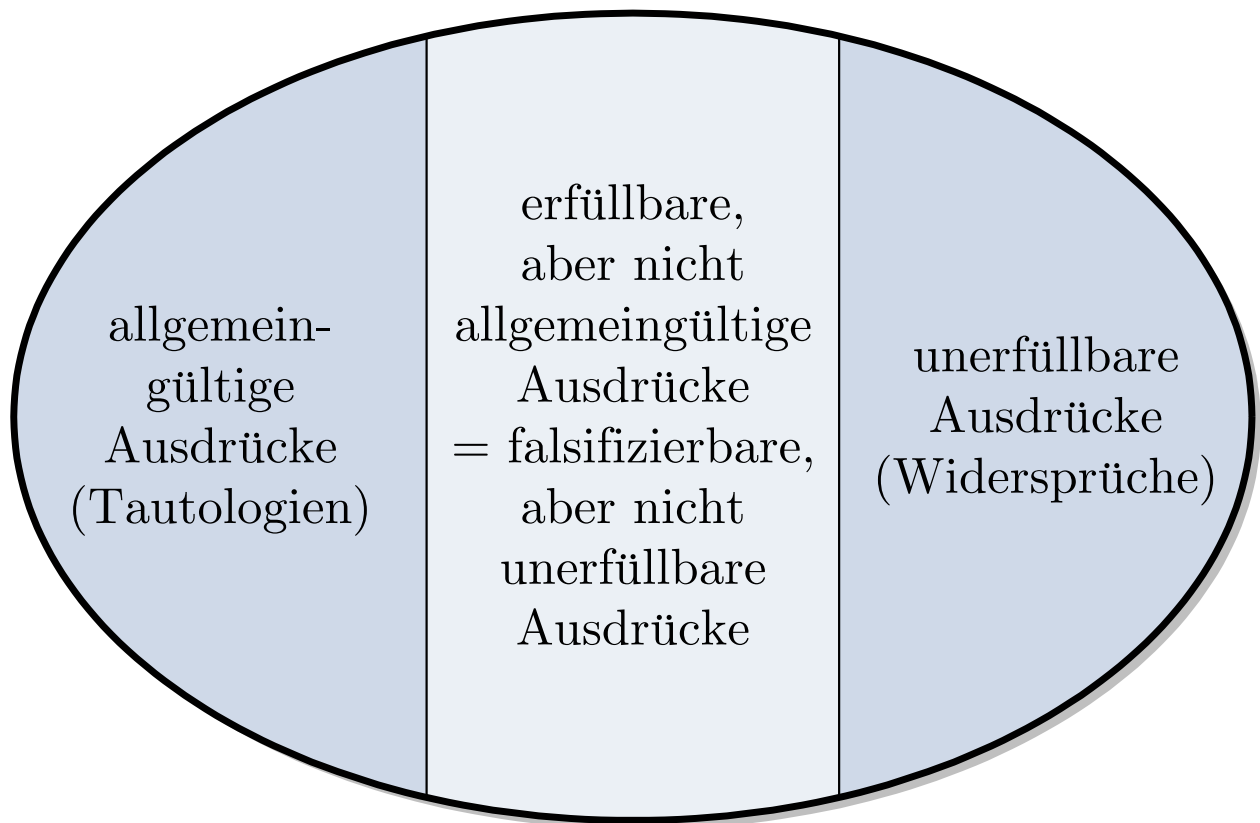 allgemein-
gültige
Ausdrücke
(Tautologien)
erfüllbare,
aber nicht
allgemeingültige
Ausdrücke
= falsifizierbare,
aber nicht
unerfüllbare
Ausdrücke
unerfüllbare
Ausdrücke
(Widersprüche)